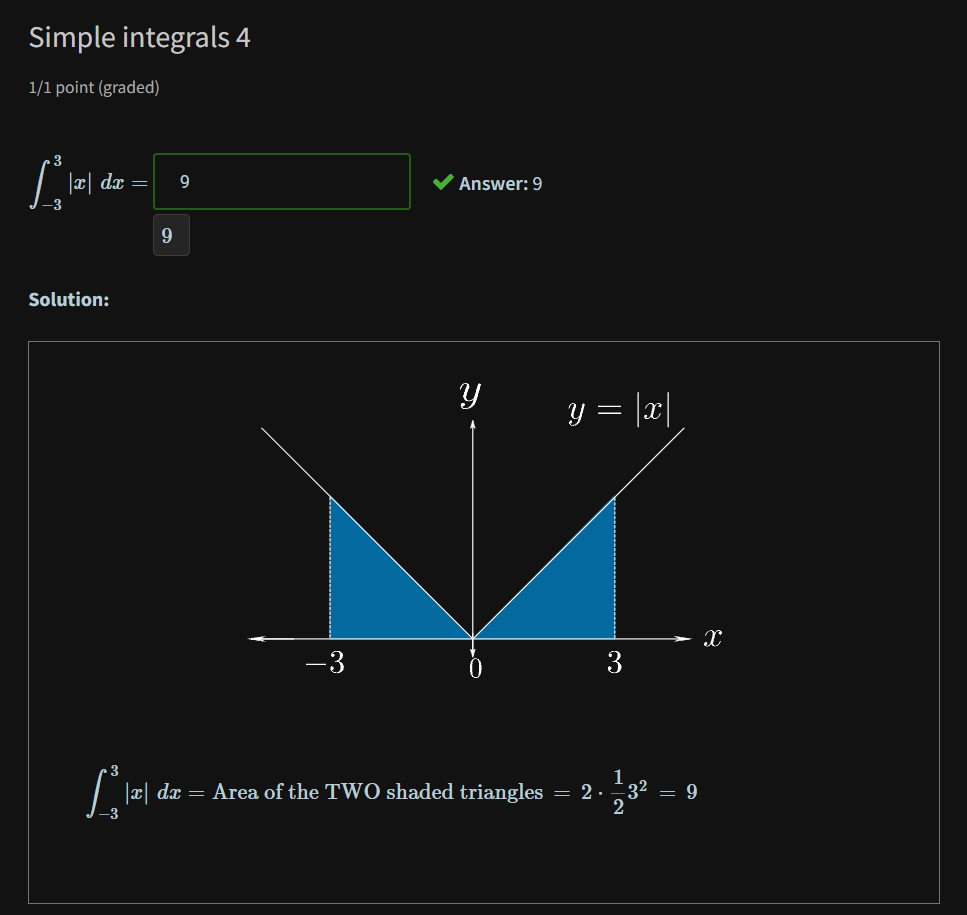 Simple integrals 4
1/1 point (graded)
∫_{−3}^{3} |x| dx = 9 ✔ Answer: 9
9
Solution:
y
y = |x|
x
−3 0 3
∫_{−3}^{3} |x| dx = Area of the TWO shaded triangles = 2 · \frac{1}{2} 3² = 9